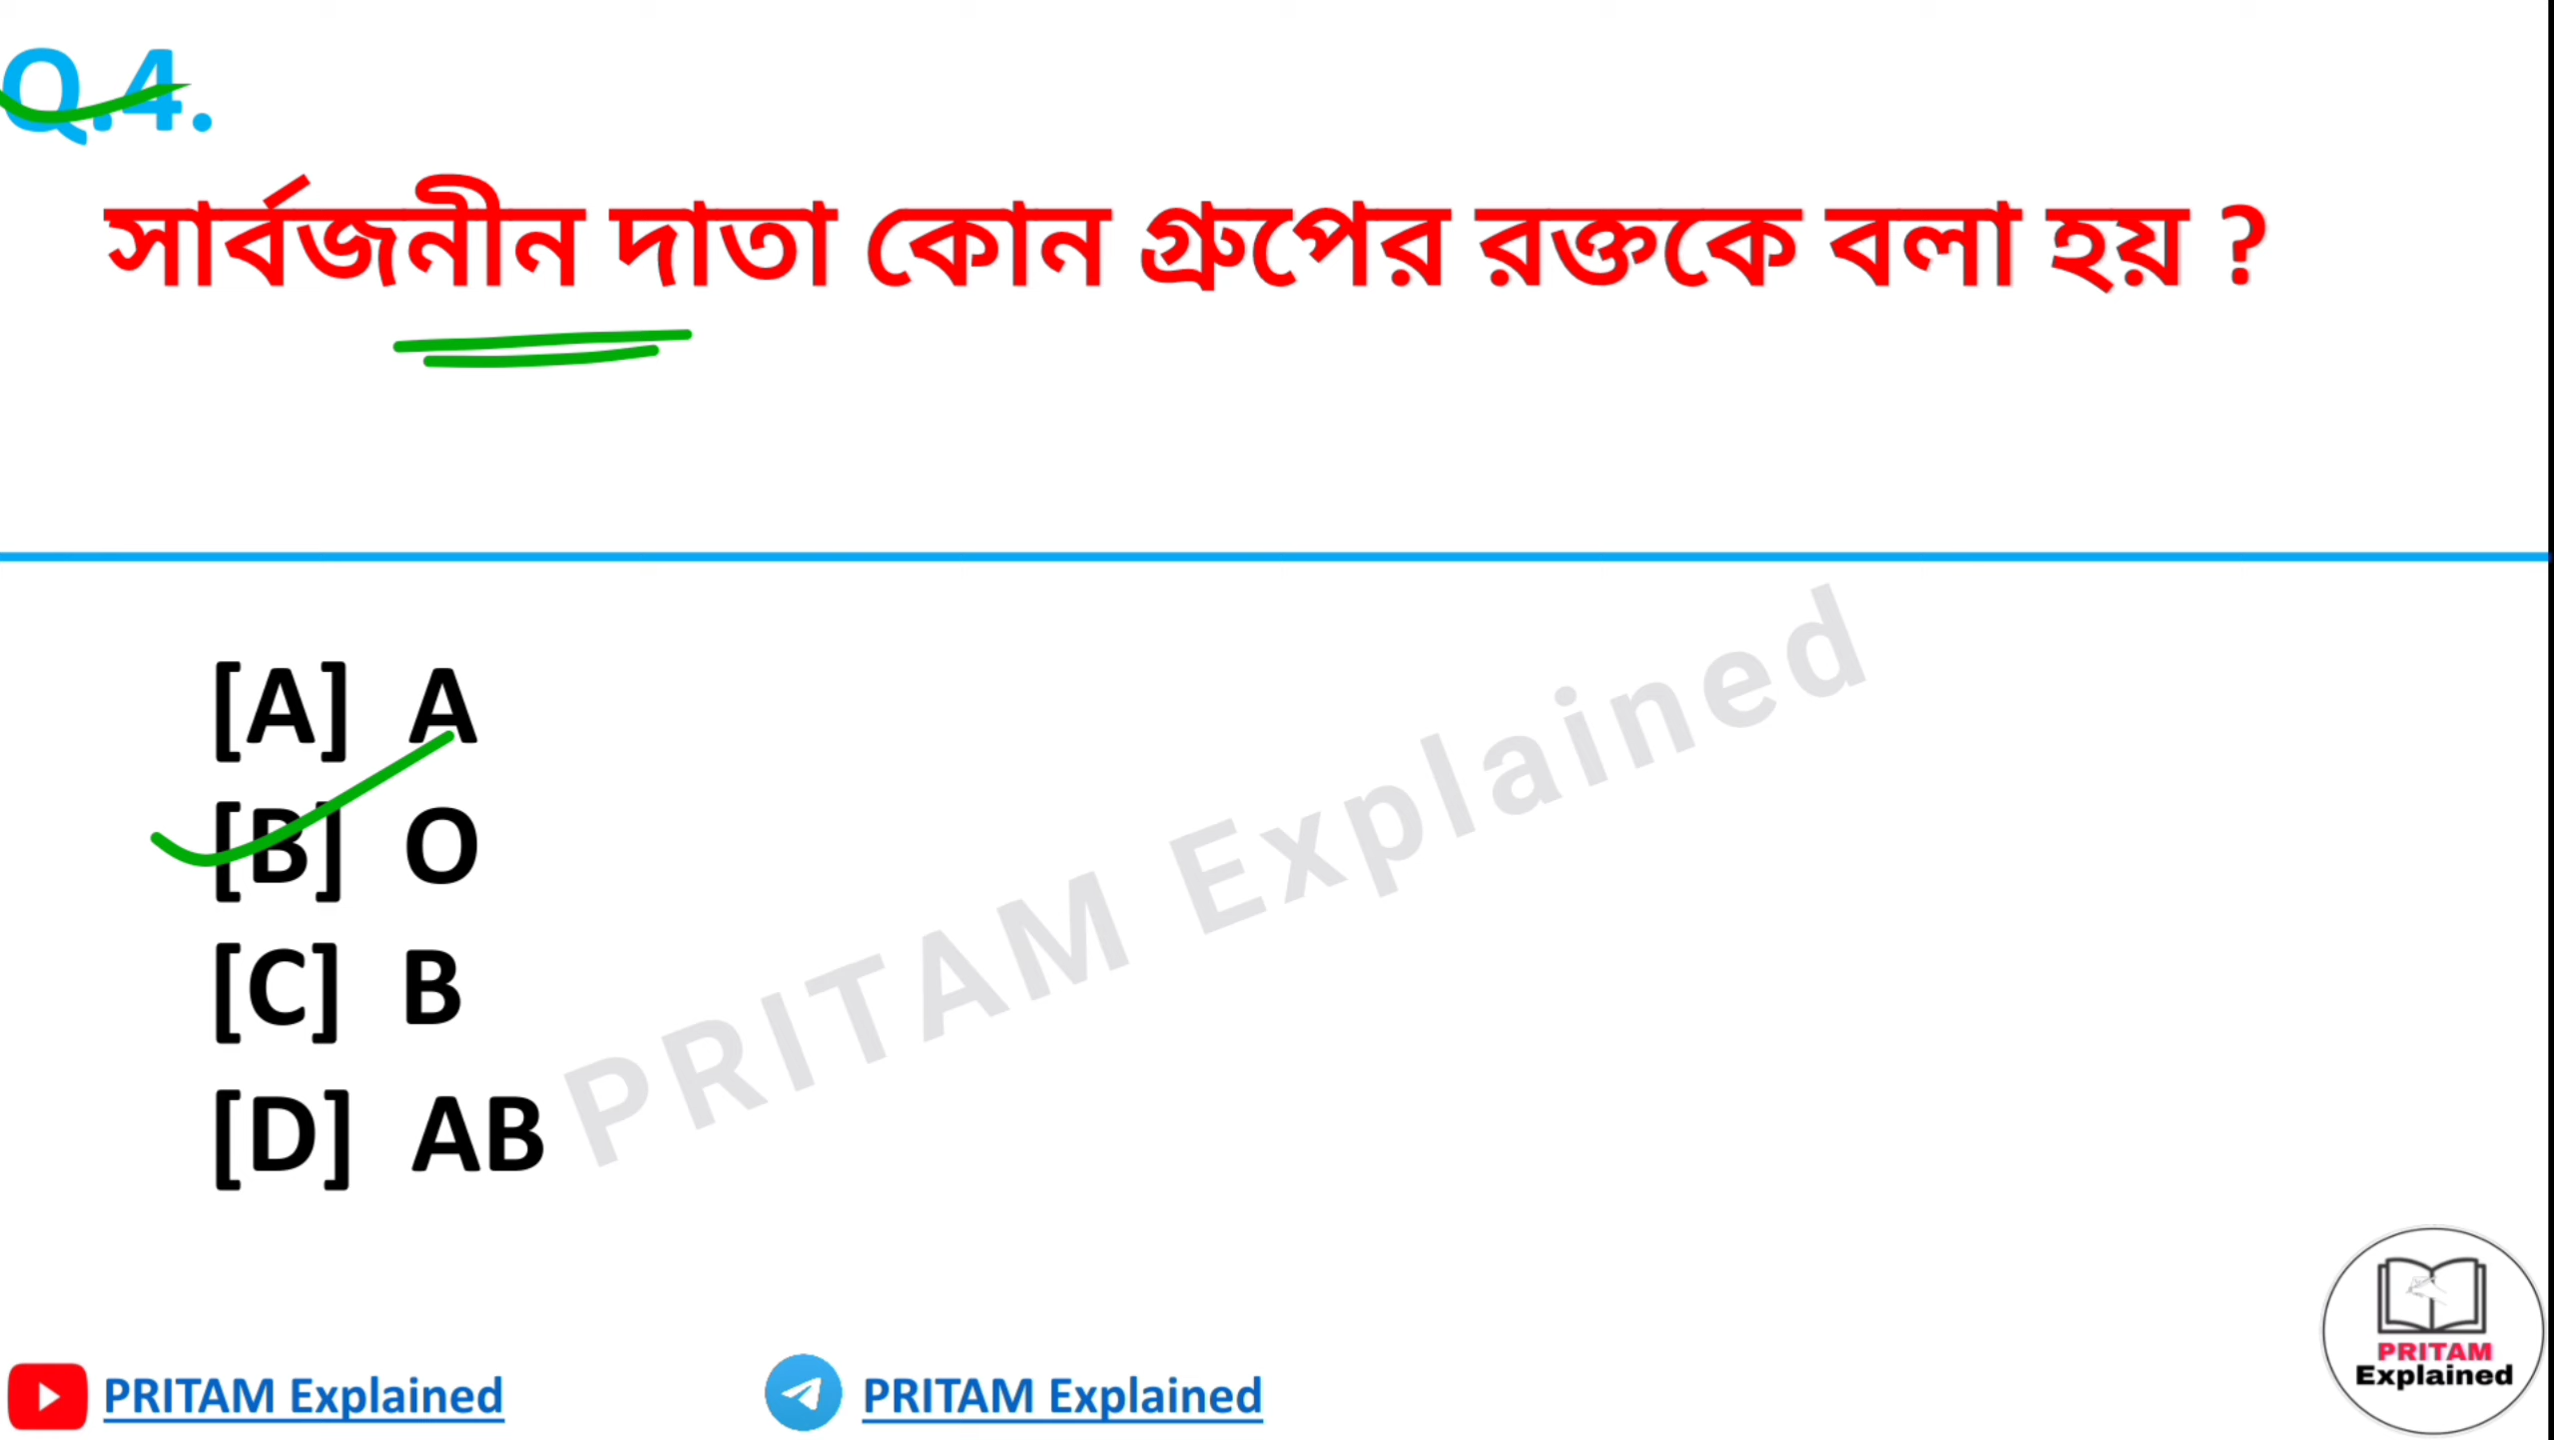 Q.4.
সার্বজনীন দাতা কোন গ্রুপের রক্তকে বলা হয় ?
[A] A
[B] O
[C] B
[D] AB
PRITAM Explained
PRITAM Explained
PRITAM Explained
PRITAM
Explained